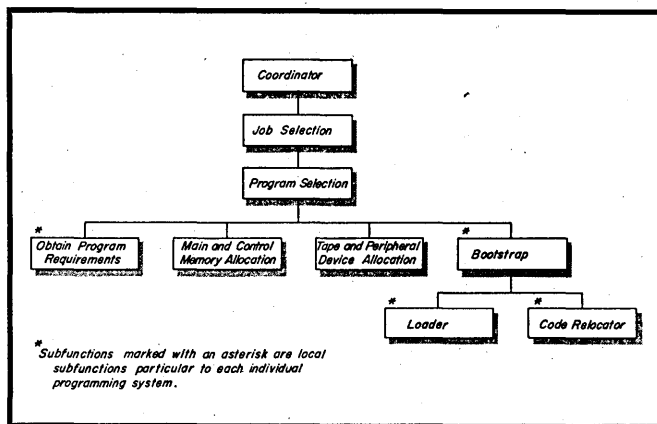 Coordinator
Job Selection
Program Selection
*
Obtain Program
Requirements
Main and Control
Memory Allocation
Tape and Peripheral
Device Allocation
*
Bootstrap
*
Loader
*
Code Relocator
*
Subfunctions marked with an asterisk are local
subfunctions particular to each individual
programming system.